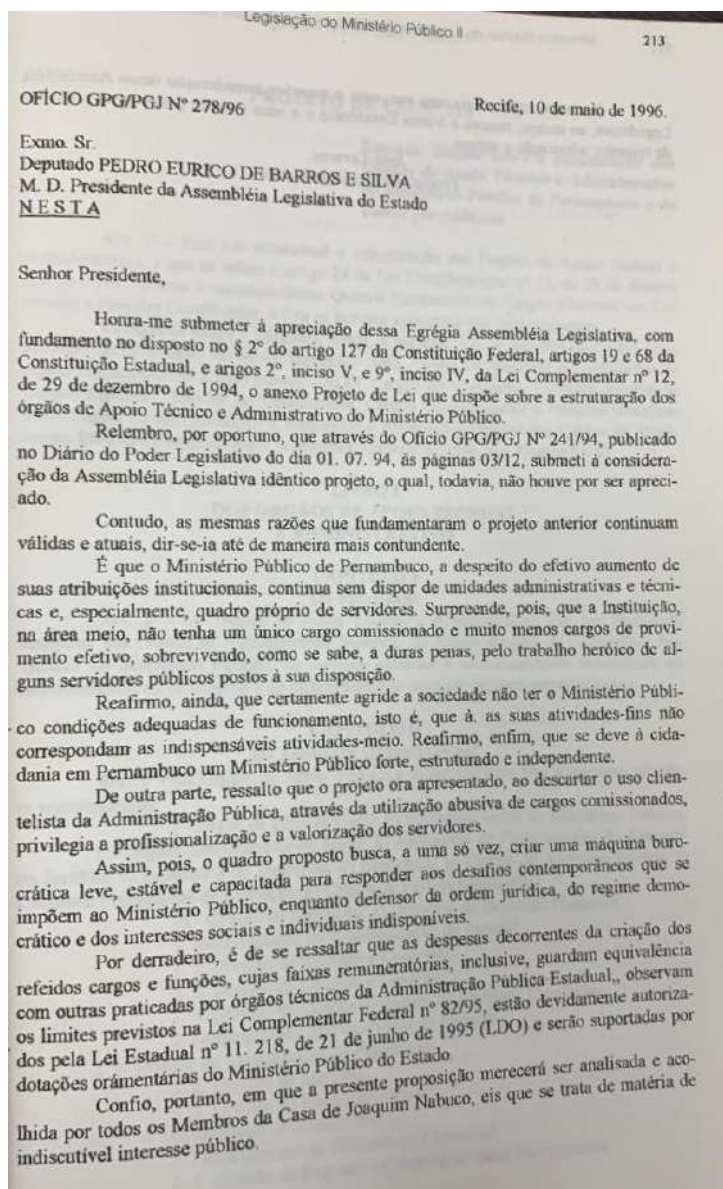 Legislação do Ministério Público II
213
OFÍCIO GPG/PGJ Nº 278/96
Recife, 10 de maio de 1996.
Exmo. Sr.
Deputado PEDRO EURICO DE BARROS E SILVA
M. D. Presidente da Assembléia Legislativa do Estado
NESTA
Senhor Presidente,
Honra-me submeter à apreciação dessa Egrégia Assembléia Legislativa, com
fundamento no disposto no § 2º do artigo 127 da Constituição Federal, artigos 19 e 68 da
Constituição Estadual, e arigos 2º, inciso V, e 9º, inciso IV, da Lei Complementar nº 12,
de 29 de dezembro de 1994, o anexo Projeto de Lei que dispõe sobre a estruturação dos
órgãos de Apoio Técnico e Administrativo do Ministério Público.
Relembro, por oportuno, que através do Ofício GPG/PGJ Nº 241/94, publicado
no Diário do Poder Legislativo do dia 01. 07. 94, às páginas 03/12, submeti à considera-
ção da Assembléia Legislativa idêntico projeto, o qual, todavia, não houve por ser apreci-
ado.
Contudo, as mesmas razões que fundamentaram o projeto anterior continuam
válidas e atuais, dir-se-ia até de maneira mais contundente.
É que o Ministério Público de Pernambuco, a despeito do efetivo aumento de
suas atribuições institucionais, continua sem dispor de unidades administrativas e técni-
cas e, especialmente, quadro próprio de servidores. Surpreende, pois, que a Instituição,
na área meio, não tenha um único cargo comissionado e muito menos cargos de provi-
mento efetivo, sobrevivendo, como se sabe, a duras penas, pelo trabalho heróico de al-
guns servidores públicos postos à sua disposição.
Reafirmo, ainda, que certamente agride a sociedade não ter o Ministério Públi-
co condições adequadas de funcionamento, isto é, que à. as suas atividades-fins não
correspondam as indispensáveis atividades-meio. Reafirmo, enfim, que se deve à cida-
dania em Pernambuco um Ministério Público forte, estruturado e independente.
De outra parte, ressalto que o projeto ora apresentado, ao descartar o uso clien-
telista da Administração Pública, através da utilização abusiva de cargos comissionados,
privilegia a profissionalização e a valorização dos servidores.
Assim, pois, o quadro proposto busca, a uma só vez, criar uma máquina buro-
crática leve, estável e capacitada para responder aos desafios contemporâneos que se
impõem ao Ministério Público, enquanto defensor da ordem jurídica, do regime demo-
crático e dos interesses sociais e individuais indisponíveis.
Por derradeiro, é de se ressaltar que as despesas decorrentes da criação dos
refeidos cargos e funções, cujas faixas remuneratórias, inclusive, guardam equivalência
com outras praticadas por órgãos técnicos da Administração Pública Estadual,, observam
os limites previstos na Lei Complementar Federal nº 82/95, estão devidamente autoriza-
dos pela Lei Estadual nº 11. 218, de 21 de junho de 1995 (LDO) e serão suportadas por
dotações orámentárias do Ministério Público do Estado.
Confio, portanto, em que a presente proposição merecerá ser analisada e aco-
lhida por todos os Membros da Casa de Joaquim Nabuco, eis que se trata de matéria de
indiscutível interesse público.